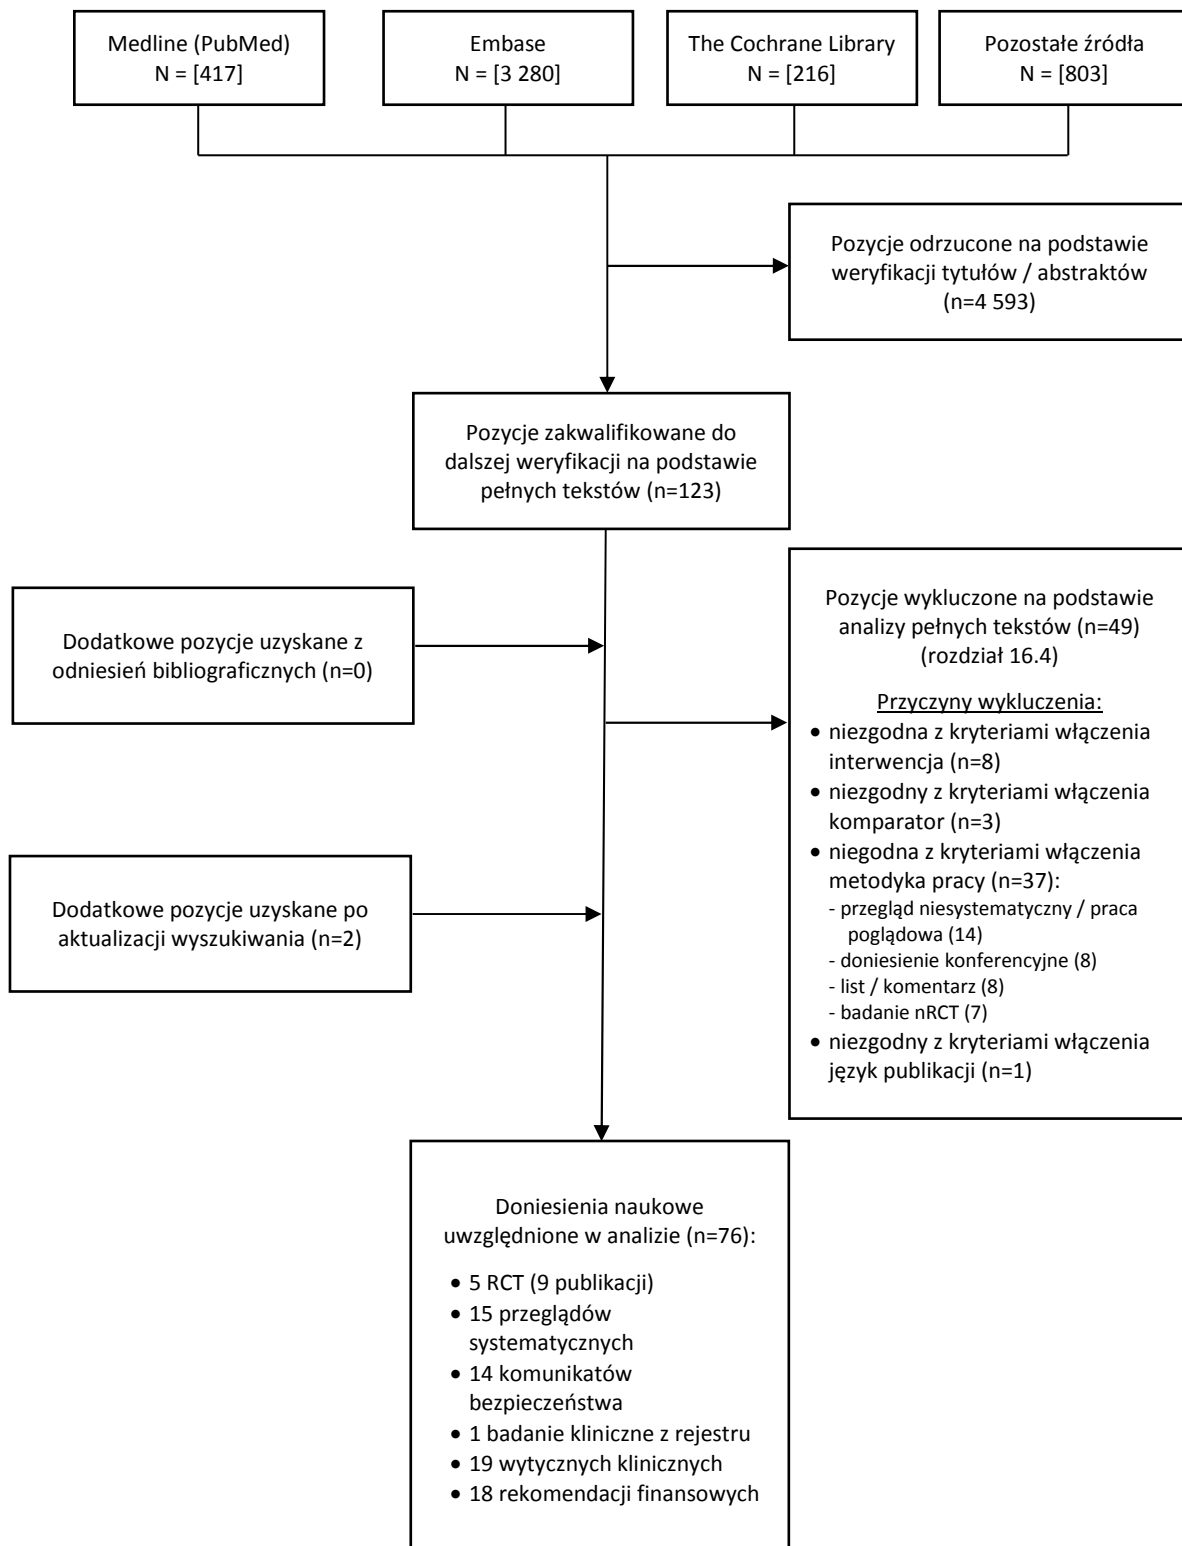 Medline (PubMed)
N = [417]
Embase
N = [3 280]
The Cochrane Library
N = [216]
Pozostałe źródła
N = [803]
Pozycje odrzucone na podstawie
weryfikacji tytułów / abstraktów
(n=4 593)
Pozycje zakwalifikowane do
dalszej weryfikacji na podstawie
pełnych tekstów (n=123)
Dodatkowe pozycje uzyskane z
odniesień bibliograficznych (n=0)
Pozycje wykluczone na podstawie
analizy pełnych tekstów (n=49)
(rozdział 16.4)
Przyczyny wykluczenia:
• niezgodna z kryteriami włączenia
interwencja (n=8)
• niezgodny z kryteriami włączenia
komparator (n=3)
• niegodna z kryteriami włączenia
metodyka pracy (n=37):
- przegląd niesystematyczny / praca
poglądowa (14)
- doniesienie konferencyjne (8)
- list / komentarz (8)
- badanie nRCT (7)
• niezgodny z kryteriami włączenia
język publikacji (n=1)
Dodatkowe pozycje uzyskane po
aktualizacji wyszukiwania (n=2)
Doniesienia naukowe
uwzględnione w analizie (n=76):
• 5 RCT (9 publikacji)
• 15 przeglądów
systematycznych
• 14 komunikatów
bezpieczeństwa
• 1 badanie kliniczne z rejestru
• 19 wytycznych klinicznych
• 18 rekomendacji finansowych